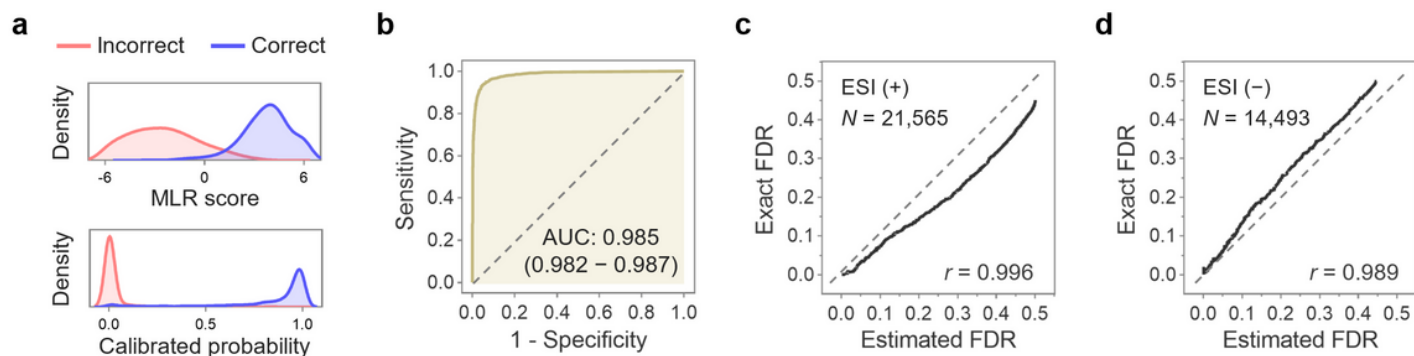 a
Incorrect Correct
Density
-6 0 6
MLR score
Density
0.0 0.5 1.0
Calibrated probability
b
Sensitivity
1.0
0.8
0.6
0.4
0.2
0.0
AUC: 0.985
(0.982 − 0.987)
0.0 0.2 0.4 0.6 0.8 1.0
1 - Specificity
c
Exact FDR
0.5
0.4
0.3
0.2
0.1
0.0
ESI (+)
N = 21,565
r = 0.996
0.0 0.1 0.2 0.3 0.4 0.5
Estimated FDR
d
Exact FDR
0.5
0.4
0.3
0.2
0.1
0.0
ESI (−)
N = 14,493
r = 0.989
0.0 0.1 0.2 0.3 0.4 0.5
Estimated FDR